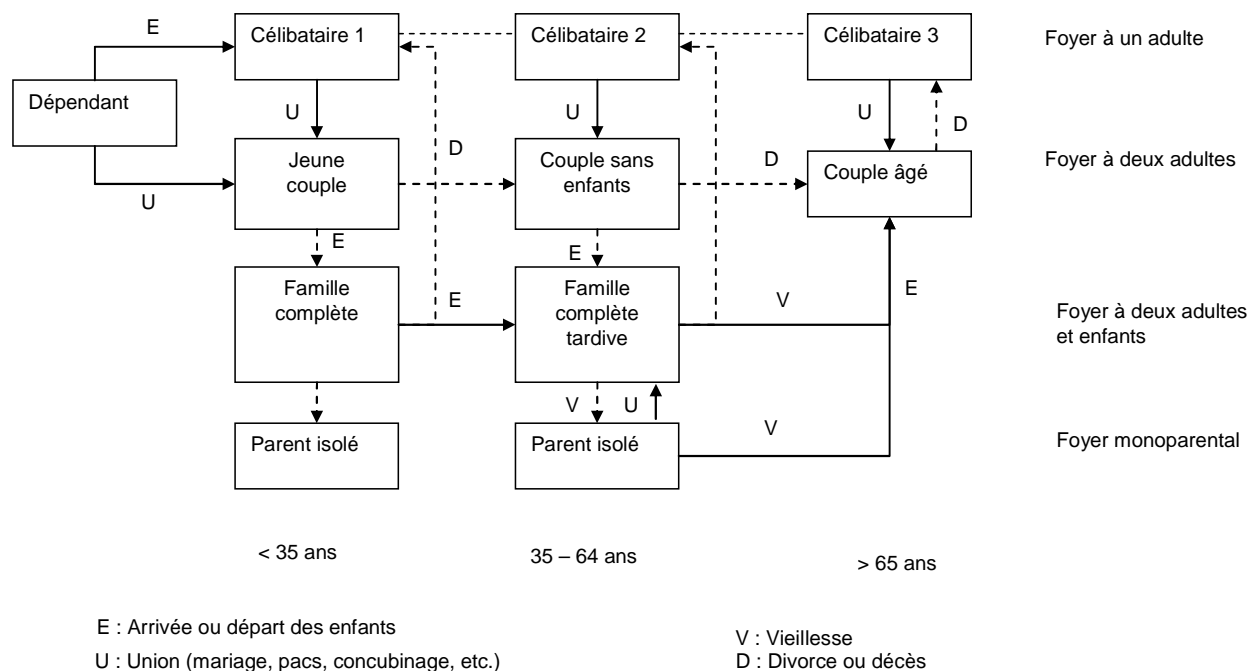 E
Célibataire 1
Célibataire 2
Célibataire 3
Foyer à un adulte
Dépendant
U
U
U
D
D
D
U
Jeune
couple
Couple sans
enfants
Couple âgé
Foyer à deux adultes
E
E
Famille
complète
E
Famille
complète
tardive
V
E
Foyer à deux adultes
et enfants
V
U
Parent isolé
Parent isolé
V
Foyer monoparental
< 35 ans
35 – 64 ans
> 65 ans
E : Arrivée ou départ des enfants
V : Vieillesse
U : Union (mariage, pacs, concubinage, etc.)
D : Divorce ou décès